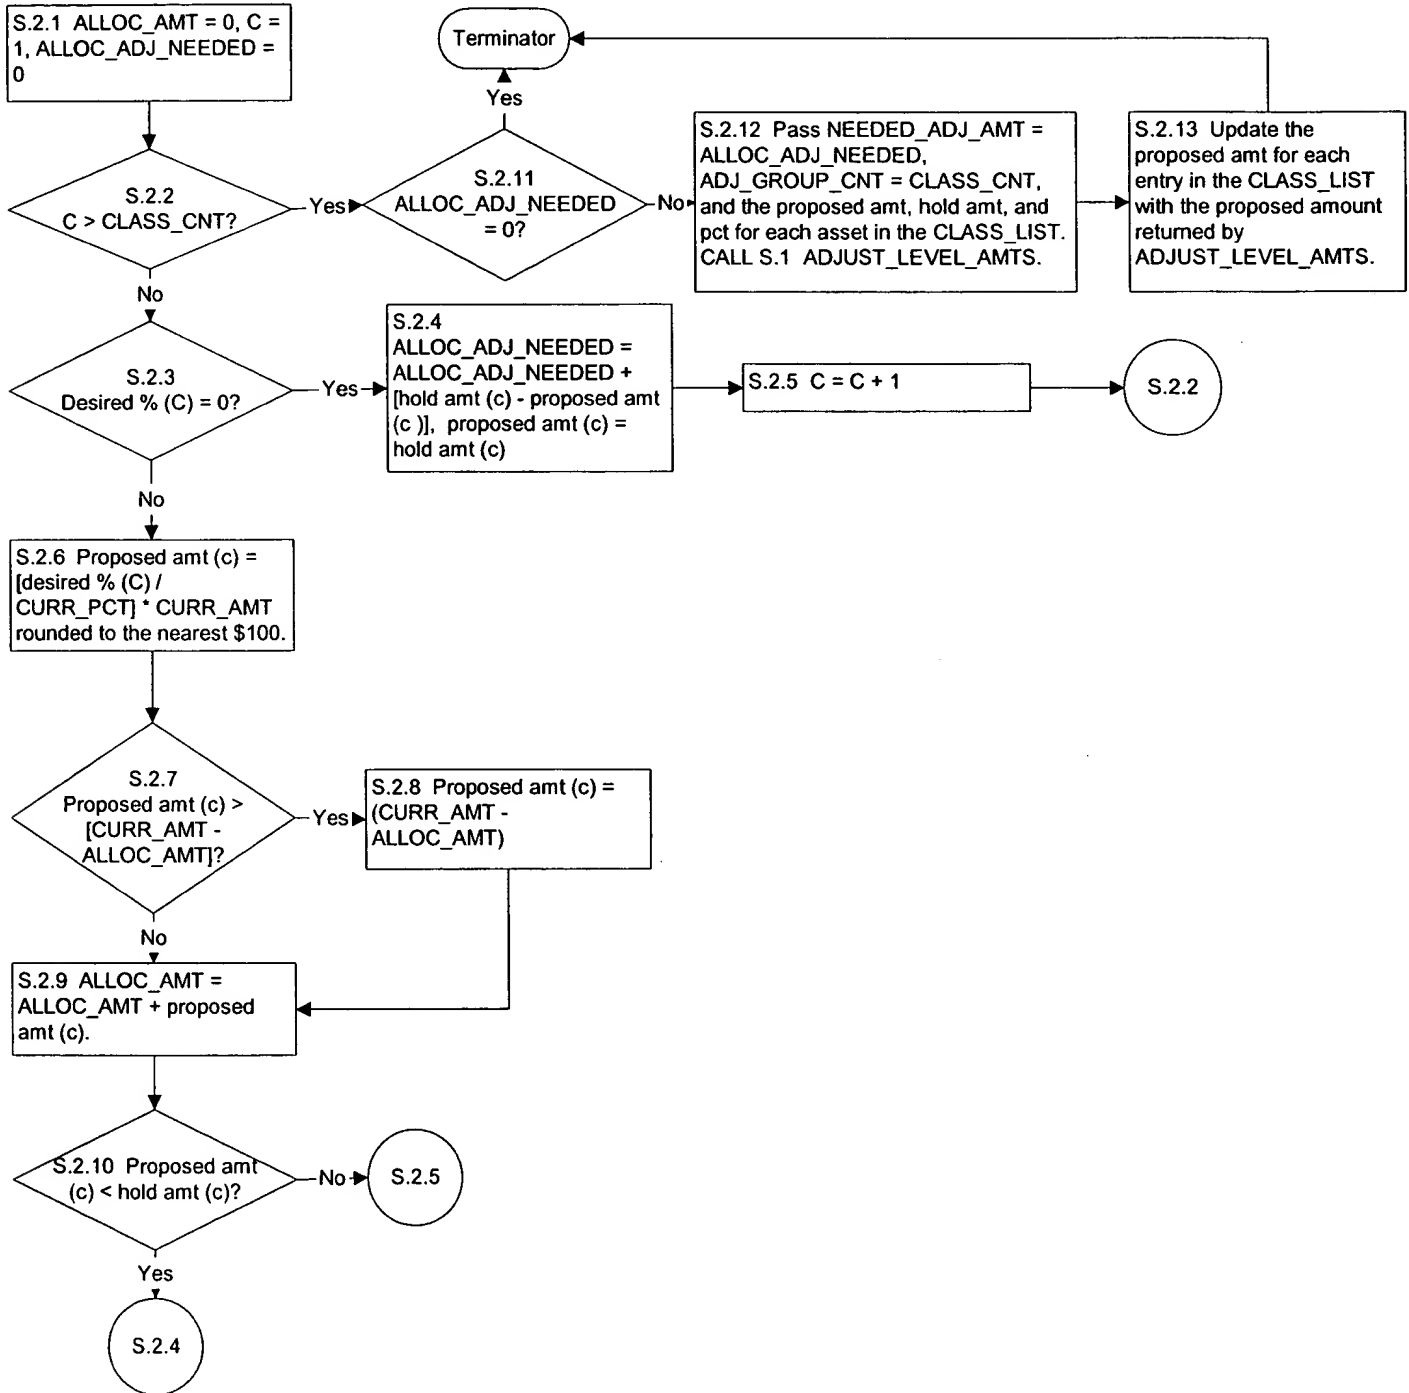 S.2.1 ALLOC_AMT = 0, C =
1, ALLOC_ADJ_NEEDED =
0
Terminator
Yes
S.2.2
C > CLASS_CNT?
Yes
S.2.11
ALLOC_ADJ_NEEDED
= 0?
No
S.2.12 Pass NEEDED_ADJ_AMT =
ALLOC_ADJ_NEEDED,
ADJ_GROUP_CNT = CLASS_CNT,
and the proposed amt, hold amt, and
pct for each asset in the CLASS_LIST.
CALL S.1 ADJUST_LEVEL_AMTS.
S.2.13 Update the
proposed amt for each
entry in the CLASS_LIST
with the proposed amount
returned by
ADJUST_LEVEL_AMTS.
No
S.2.3
Desired % (C) = 0?
Yes
S.2.4
ALLOC_ADJ_NEEDED =
ALLOC_ADJ_NEEDED +
[hold amt (c) - proposed amt
(c )], proposed amt (c) =
hold amt (c)
S.2.5 C = C + 1
S.2.2
No
S.2.6 Proposed amt (c) =
[desired % (C) /
CURR_PCT] * CURR_AMT
rounded to the nearest $100.
S.2.7
Proposed amt (c) >
[CURR_AMT -
ALLOC_AMT]?
Yes
S.2.8 Proposed amt (c) =
(CURR_AMT -
ALLOC_AMT)
No
S.2.9 ALLOC_AMT =
ALLOC_AMT + proposed
amt (c).
S.2.10 Proposed amt
(c) < hold amt (c)?
No
S.2.5
Yes
S.2.4